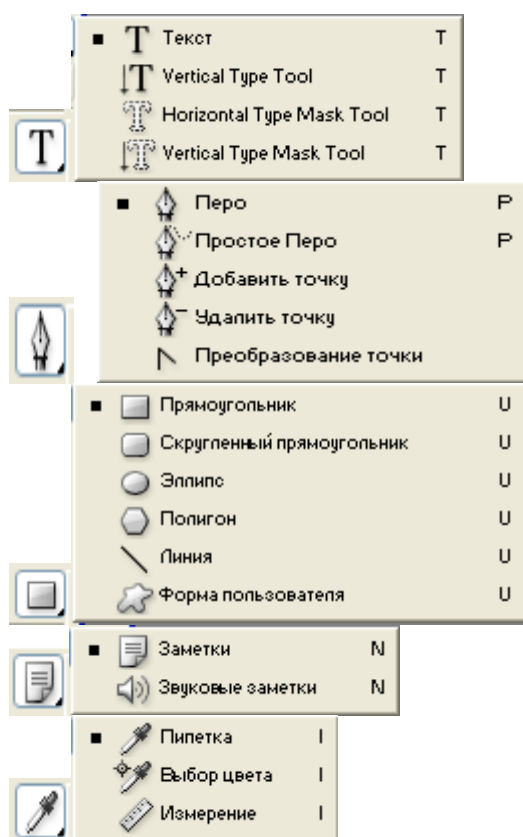 Текст T
Vertical Type Tool T
Horizontal Type Mask Tool T
Vertical Type Mask Tool T
Перо P
Простое Перо P
Добавить точку
Удалить точку
Преобразование точки
Прямоугольник U
Скругленный прямоугольник U
Эллипс U
Полигон U
Линия U
Форма пользователя U
Заметки N
Звуковые заметки N
Пипетка I
Выбор цвета I
Измерение I